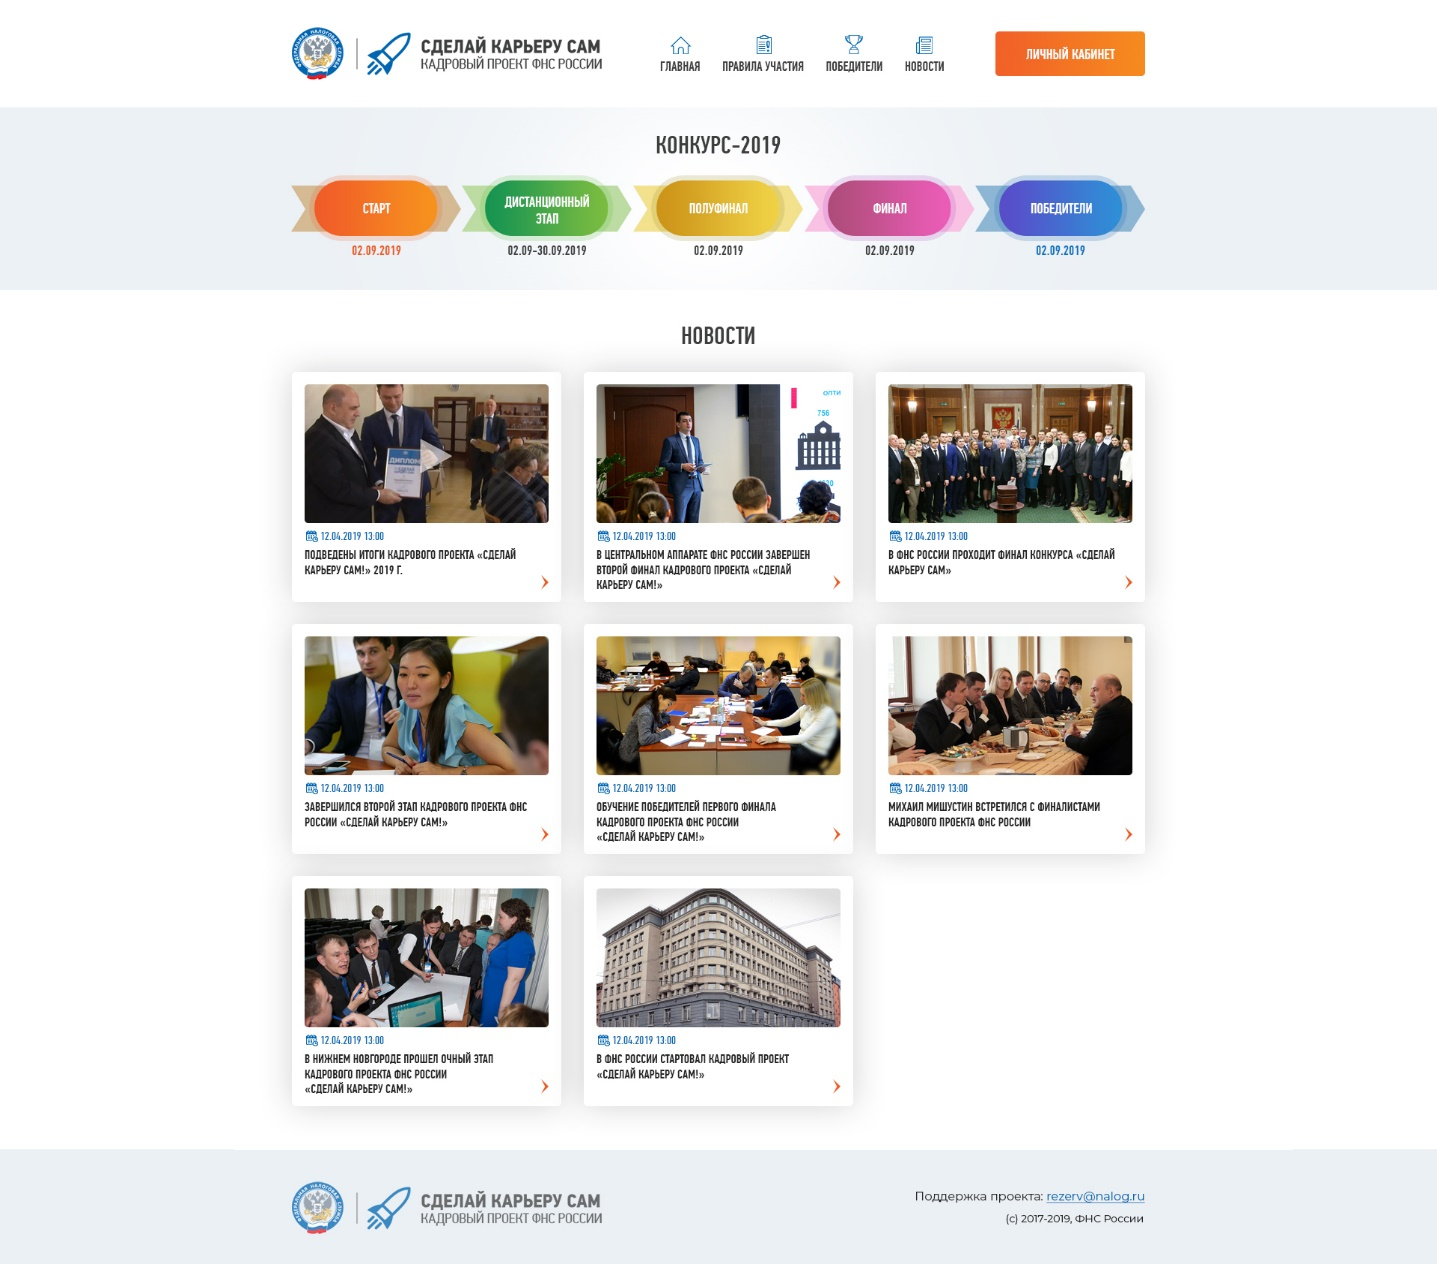 СДЕЛАЙ КАРЬЕРУ САМ
КАДРОВЫЙ ПРОЕКТ ФНС РОССИИ
ГЛАВНАЯ
ПРАВИЛА УЧАСТИЯ
ПОБЕДИТЕЛИ
НОВОСТИ
ЛИЧНЫЙ КАБИНЕТ
КОНКУРС-2019
СТАРТ
ДИСТАНЦИОННЫЙ
ЭТАП
ПОЛУФИНАЛ
ФИНАЛ
ПОБЕДИТЕЛИ
02.09.2019
02.09-30.09.2019
02.09.2019
02.09.2019
02.09.2019
НОВОСТИ
ДИПЛОМ
12.04.2019 13:00
ПОДВЕДЕНЫ ИТОГИ КАДРОВОГО ПРОЕКТА «СДЕЛАЙ
КАРЬЕРУ САМ!» 2019 Г.
ОПТИ
756
12.04.2019 13:00
В ЦЕНТРАЛЬНОМ АППАРАТЕ ФНС РОССИИ ЗАВЕРШЕН
ВТОРОЙ ФИНАЛ КАДРОВОГО ПРОЕКТА «СДЕЛАЙ
КАРЬЕРУ САМ!»
12.04.2019 13:00
В ФНС РОССИИ ПРОХОДИТ ФИНАЛ КОНКУРСА «СДЕЛАЙ
КАРЬЕРУ САМ»
12.04.2019 13:00
ЗАВЕРШИЛСЯ ВТОРОЙ ЭТАП КАДРОВОГО ПРОЕКТА ФНС
РОССИИ «СДЕЛАЙ КАРЬЕРУ САМ!»
12.04.2019 13:00
ОБУЧЕНИЕ ПОБЕДИТЕЛЕЙ ПЕРВОГО ФИНАЛА
КАДРОВОГО ПРОЕКТА ФНС РОССИИ
«СДЕЛАЙ КАРЬЕРУ САМ!»
12.04.2019 13:00
МИХАИЛ МИШУСТИН ВСТРЕТИЛСЯ С ФИНАЛИСТАМИ
КАДРОВОГО ПРОЕКТА ФНС РОССИИ
12.04.2019 13:00
В НИЖНЕМ НОВГОРОДЕ ПРОШЕЛ ОЧНЫЙ ЭТАП
КАДРОВОГО ПРОЕКТА ФНС РОССИИ
«СДЕЛАЙ КАРЬЕРУ САМ!»
12.04.2019 13:00
В ФНС РОССИИ СТАРТОВАЛ КАДРОВЫЙ ПРОЕКТ
«СДЕЛАЙ КАРЬЕРУ САМ!»
СДЕЛАЙ КАРЬЕРУ САМ
КАДРОВЫЙ ПРОЕКТ ФНС РОССИИ
Поддержка проекта: rezerv@nalog.ru
(c) 2017-2019, ФНС России